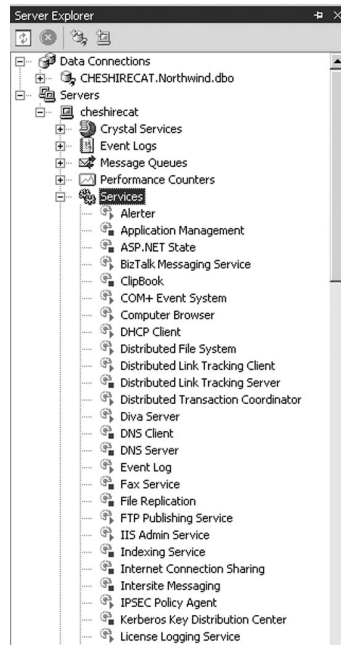 Server Explorer
Data Connections
CHESHIRECAT.Northwind.dbo
Servers
cheshirecat
Crystal Services
Event Logs
Message Queues
Performance Counters
Services
Alerter
Application Management
ASP.NET State
BizTalk Messaging Service
ClipBook
COM+ Event System
Computer Browser
DHCP Client
Distributed File System
Distributed Link Tracking Client
Distributed Link Tracking Server
Distributed Transaction Coordinator
Diva Server
DNS Client
DNS Server
Event Log
Fax Service
File Replication
FTP Publishing Service
IIS Admin Service
Indexing Service
Internet Connection Sharing
Intersite Messaging
IPSEC Policy Agent
Kerberos Key Distribution Center
License Logging Service